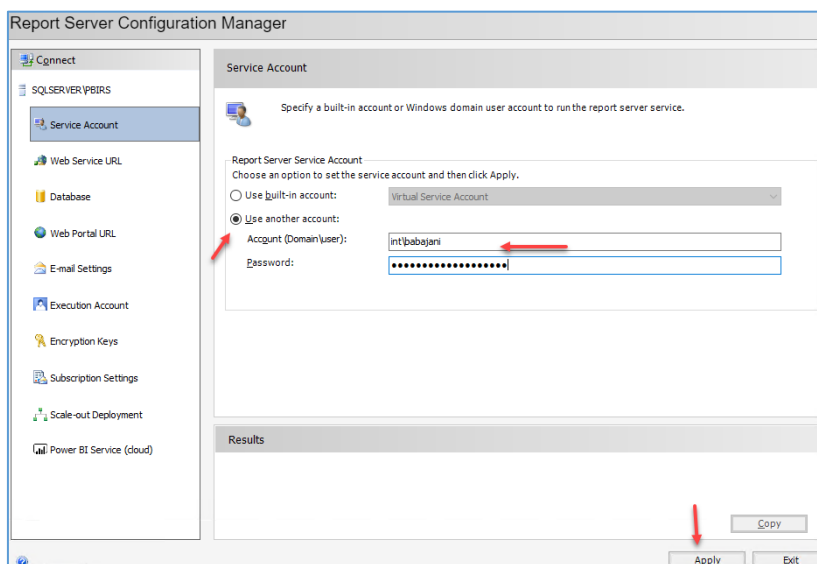 Report Server Configuration Manager
Connect
SQLSERVER\PBIRS
Service Account
Web Service URL
Database
Web Portal URL
E-mail Settings
Execution Account
Encryption Keys
Subscription Settings
Scale-out Deployment
Power BI Service (cloud)
Service Account
Specify a built-in account or Windows domain user account to run the report server service.
Report Server Service Account
Choose an option to set the service account and then click Apply.
Use built-in account:
Virtual Service Account
Use another account:
Account (Domain\user):
int\babajani
Password:
•••••••••••••••••••
Results
Copy
Apply
Exit